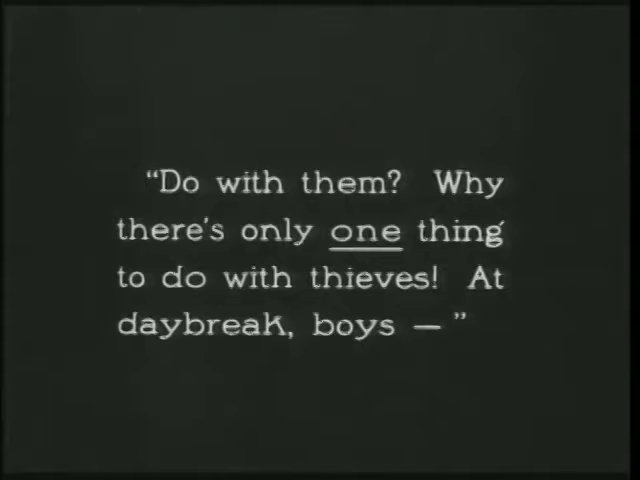 “Do with them? Why
there's only one thing
to do with thieves! At
daybreak, boys — ”